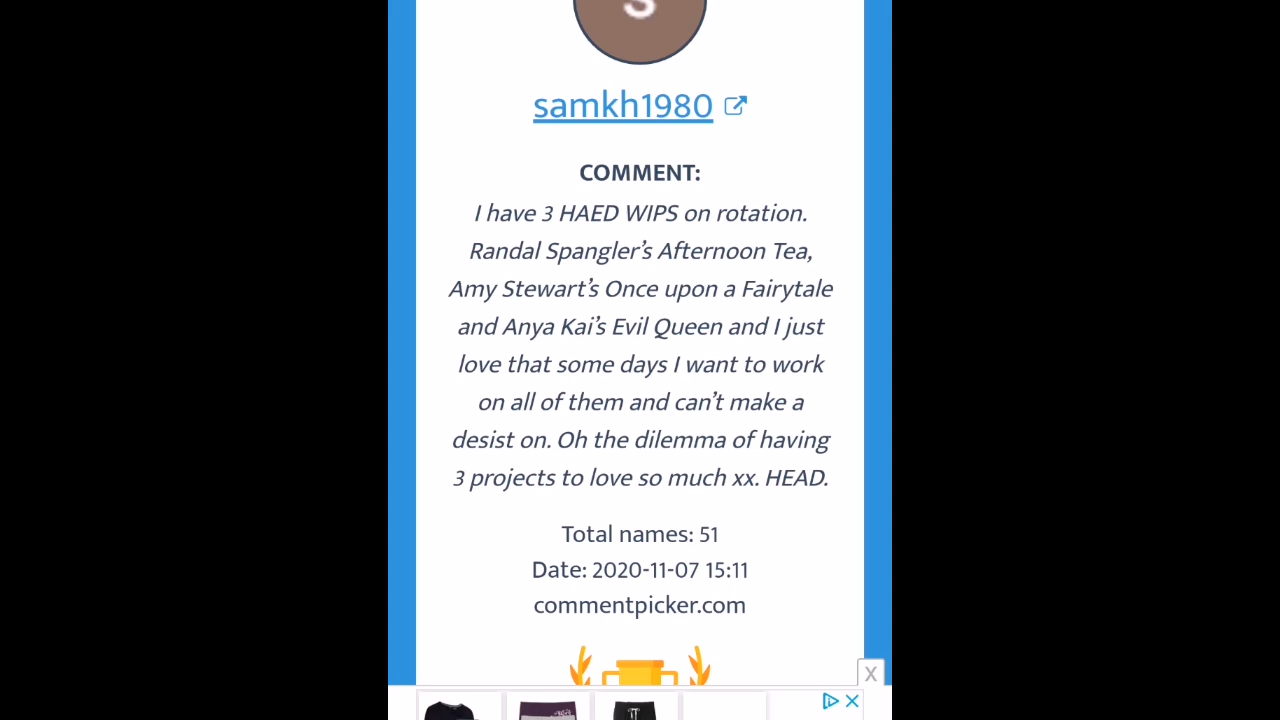 S
samkh1980
COMMENT:
I have 3 HAED WIPS on rotation.
Randal Spangler's Afternoon Tea,
Amy Stewart's Once upon a Fairytale
and Anya Kai's Evil Queen and I just
love that some days I want to work
on all of them and can't make a
desist on. Oh the dilemma of having
3 projects to love so much xx. HEAD.
Total names: 51
Date: 2020-11-07 15:11
commentpicker.com
X